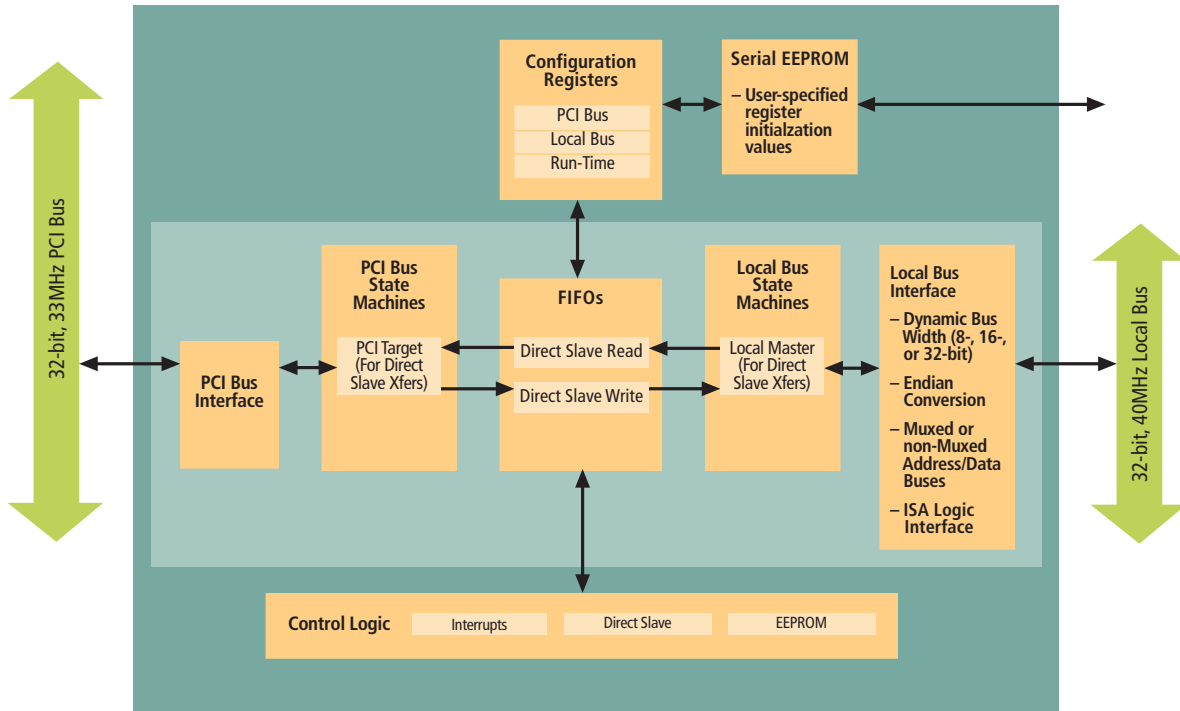 Configuration
Registers
PCI Bus
Local Bus
Run-Time
Serial EEPROM
– User-specified
register
initialzation
values
32-bit, 33MHz PCI Bus
PCI Bus
Interface
PCI Bus
State
Machines
PCI Target
(For Direct
Slave Xfers)
FIFOs
Direct Slave Read
Direct Slave Write
Local Bus
State
Machines
Local Master
(For Direct
Slave Xfers)
Local Bus
Interface
– Dynamic Bus
Width (8-, 16-,
or 32-bit)
– Endian
Conversion
– Muxed or
non-Muxed
Address/Data
Buses
– ISA Logic
Interface
32-bit, 40MHz Local Bus
Control Logic
Interrupts
Direct Slave
EEPROM